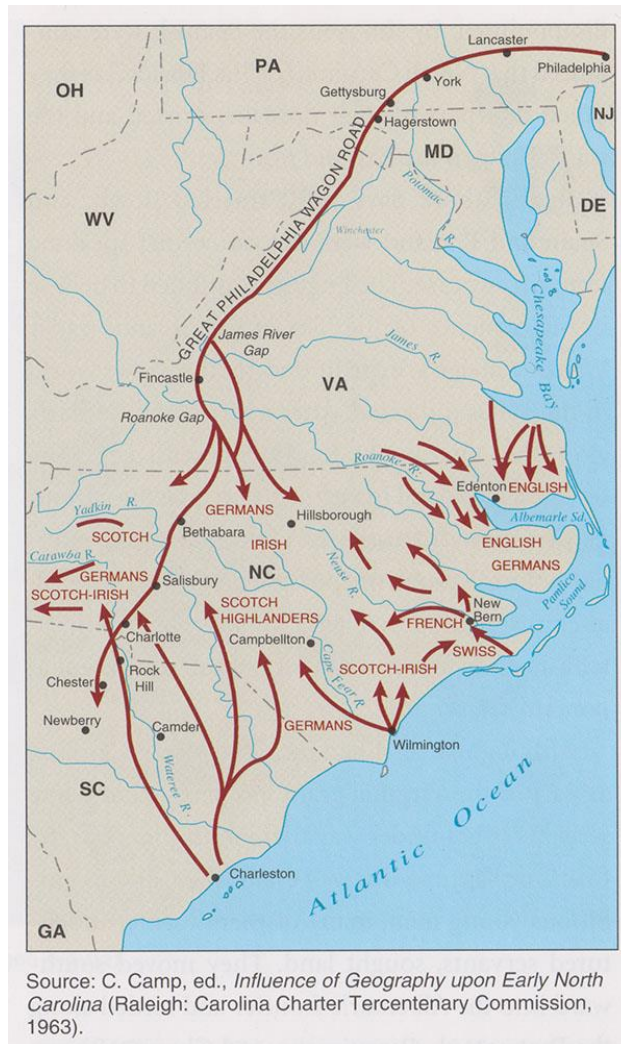 Lancaster
PA
Philadelphia
OH
York
Gettysburg
Hagerstown
NJ
MD
GREAT PHILADELPHIA WAGON ROAD
Potomac R.
DE
WV
Winchester
Chesapeake Bay
James River
Gap
James R.
Fincastle
VA
Roanoke Gap
Roanoke R.
Edenton
ENGLISH
Yadkin R.
GERMANS
Hillsborough
Albemarle Sd.
SCOTCH
Bethabara
IRISH
ENGLISH
Catawba R.
GERMANS
NC
Neuse R.
GERMANS
SCOTCH-IRISH
Salisbury
Pamlico Sound
SCOTCH
HIGHLANDERS
New
Bern
FRENCH
Charlotte
Campbellton
SWISS
Rock
Hill
Cape Fear R.
SCOTCH-IRISH
Chester
Newberry
Camder
GERMANS
Wilmington
SC
Wateree R.
Atlantic Ocean
Charleston
GA
Source: C. Camp, ed., Influence of Geography upon Early North
Carolina (Raleigh: Carolina Charter Tercentenary Commission,
1963).